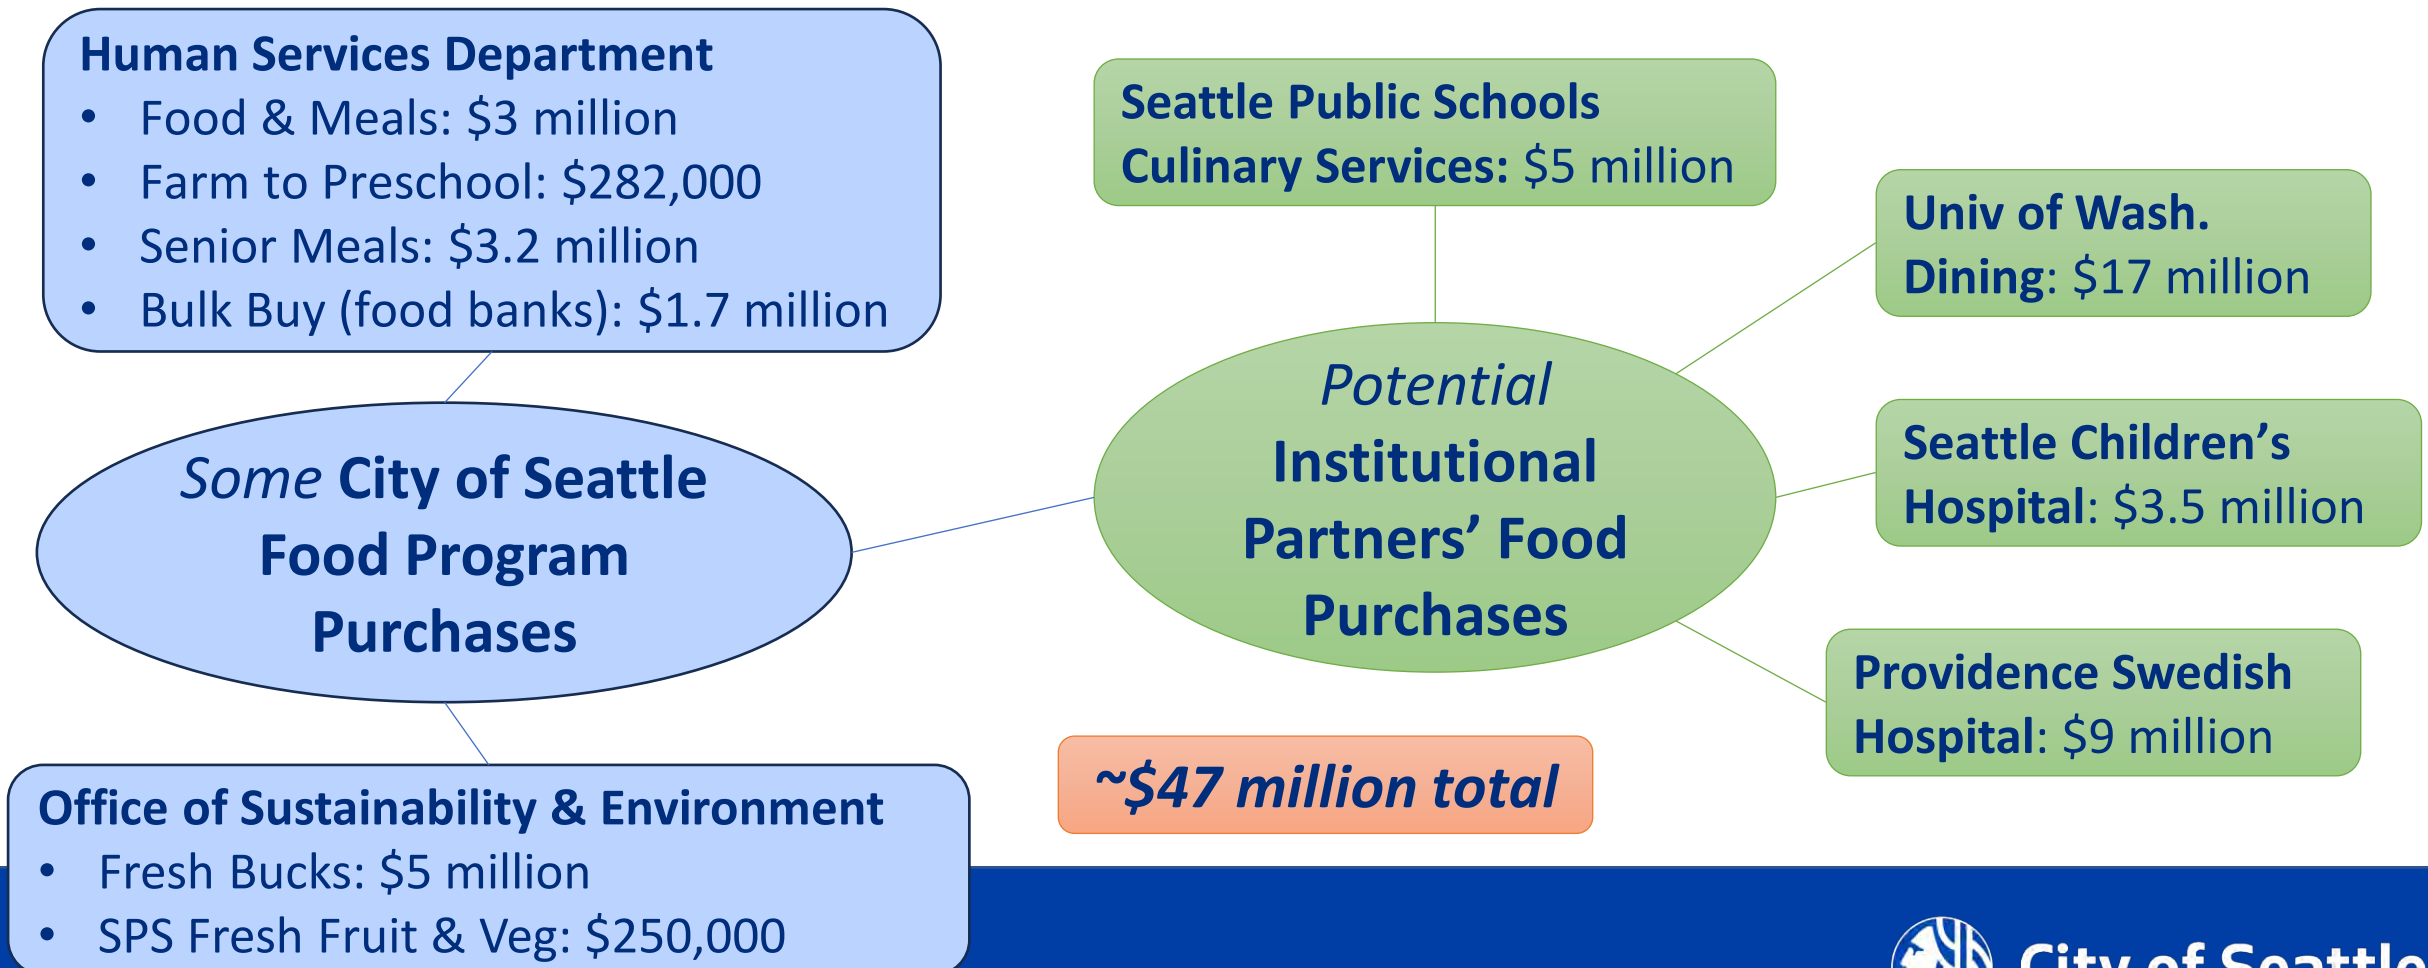 Human Services Department
• Food & Meals: $3 million
• Farm to Preschool: $282,000
• Senior Meals: $3.2 million
• Bulk Buy (food banks): $1.7 million
Some City of Seattle
Food Program
Purchases
Office of Sustainability & Environment
• Fresh Bucks: $5 million
• SPS Fresh Fruit & Veg: $250,000
Seattle Public Schools
Culinary Services: $5 million
Potential
Institutional
Partners’ Food
Purchases
Univ of Wash.
Dining: $17 million
Seattle Children’s
Hospital: $3.5 million
Providence Swedish
Hospital: $9 million
~$47 million total
City of Seattle